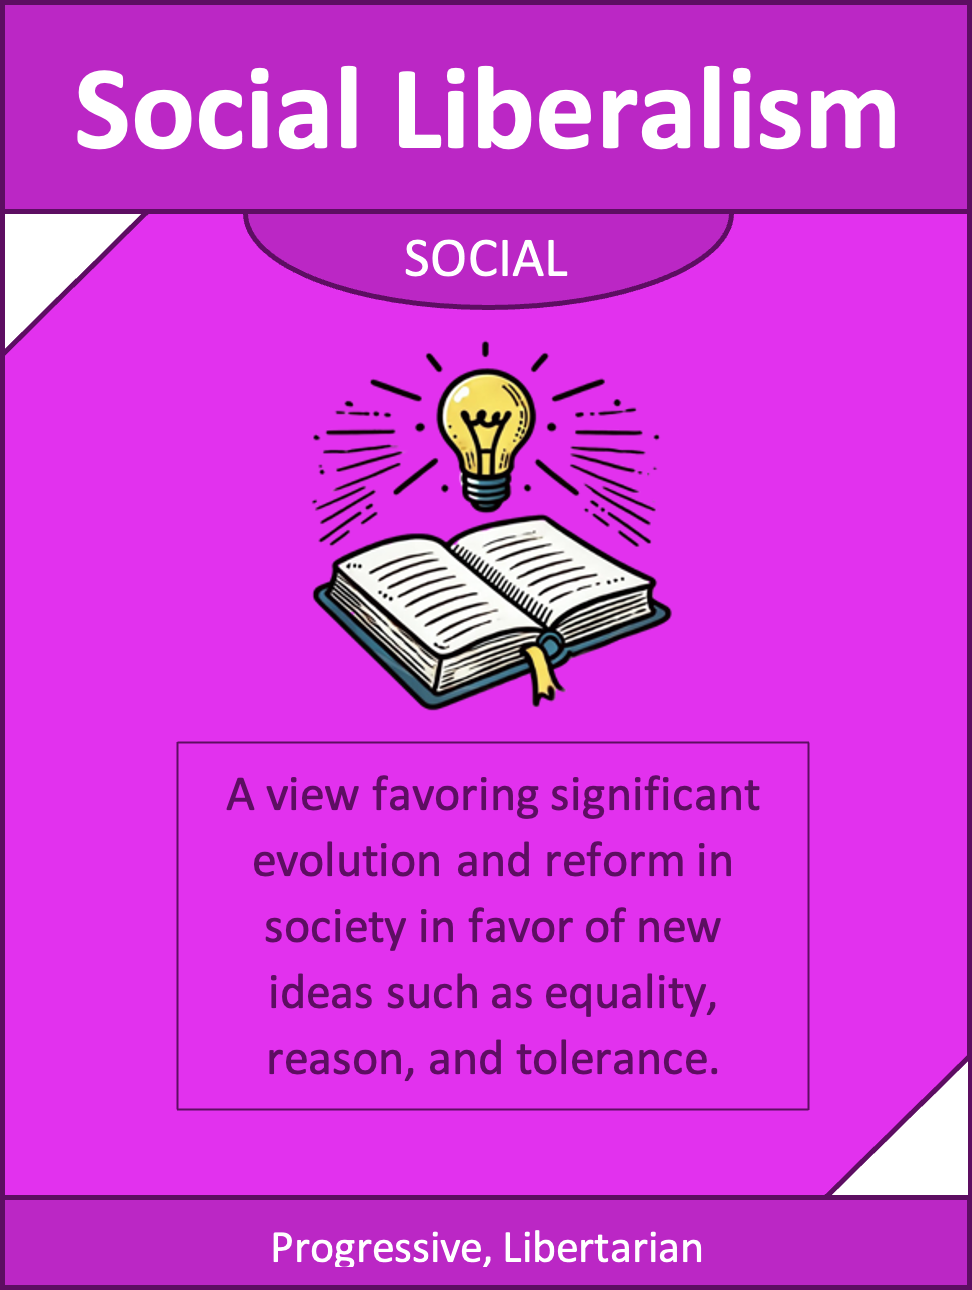 Social Liberalism
SOCIAL
A view favoring significant
evolution and reform in
society in favor of new
ideas such as equality,
reason, and tolerance.
Progressive, Libertarian